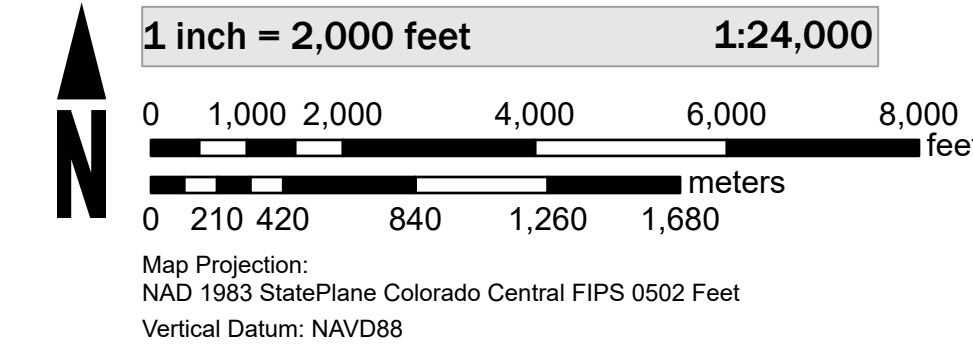 1 inch = 2,000 feet 1:24,000
0 1,000 2,000 4,000 6,000 8,000
feet
meters
0 210 420 840 1,260 1,680
N
Map Projection:
NAD 1983 StatePlane Colorado Central FIPS 0502 Feet
Vertical Datum: NAVD88